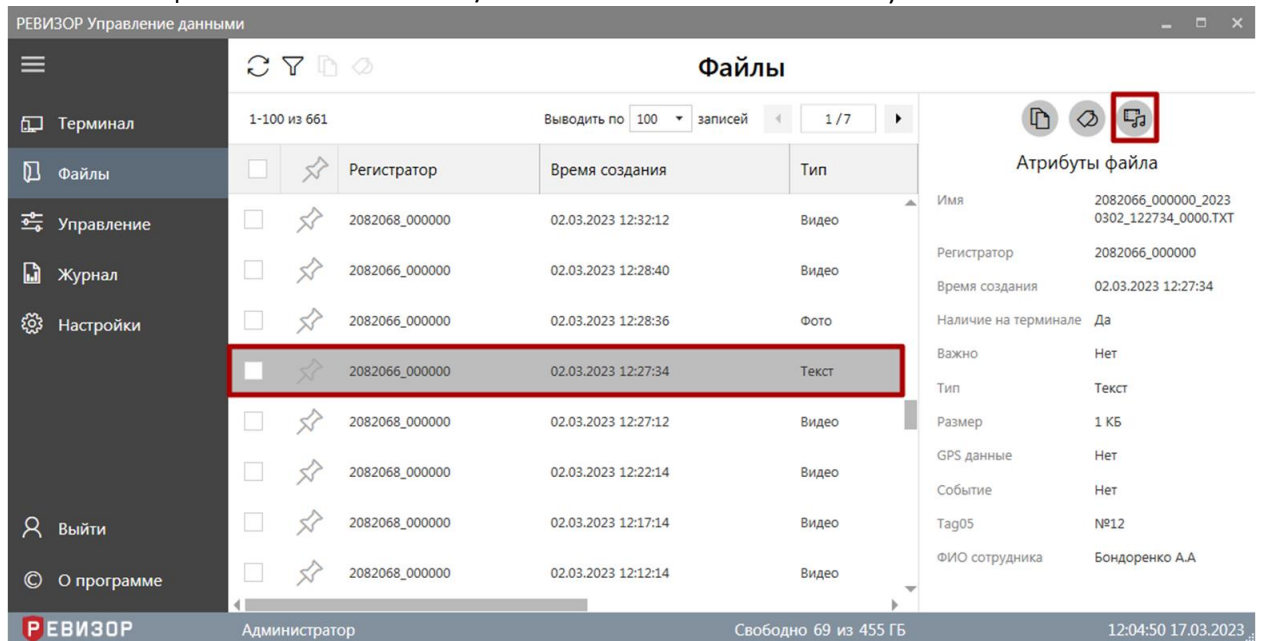 РЕВИЗОР Управление данными
Файлы
Терминал
Файлы
Управление
Журнал
Настройки
Выйти
О программе
1-100 из 661 Выводить по 100 записей 1/7
Регистратор Время создания Тип
2082068_000000 02.03.2023 12:32:12 Видео
2082066_000000 02.03.2023 12:28:40 Видео
2082066_000000 02.03.2023 12:28:36 Фото
2082066_000000 02.03.2023 12:27:34 Текст
2082068_000000 02.03.2023 12:27:12 Видео
2082068_000000 02.03.2023 12:22:14 Видео
2082068_000000 02.03.2023 12:17:14 Видео
2082068_000000 02.03.2023 12:12:14 Видео
Атрибуты файла
Имя 2082066_000000_2023
0302_122734_0000.TXT
Регистратор 2082066_000000
Время создания 02.03.2023 12:27:34
Наличие на терминале Да
Важно Нет
Тип Текст
Размер 1 КБ
GPS данные Нет
Событие Нет
Tag05 №12
ФИО сотрудника Бондоренко А.А
РЕВИЗОР Администратор Свободно 69 из 455 ГБ 12:04:50 17.03.2023